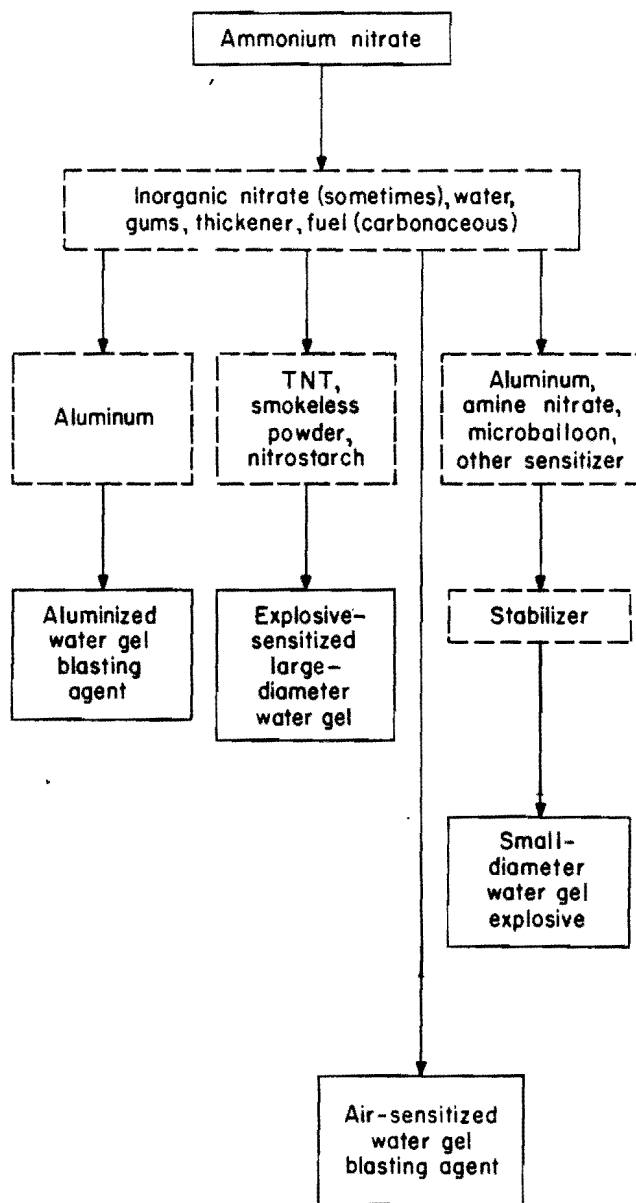 Ammonium nitrate
Inorganic nitrate (sometimes), water,
gums, thickener, fuel (carbonaceous)
Aluminum
TNT,
smokeless
powder,
nitrostarch
Aluminum,
amine nitrate,
microballoon,
other sensitizer
Aluminized
water gel
blasting
agent
Explosive-
sensitized
large-
diameter
water gel
Stabilizer
Small-
diameter
water gel
explosive
Air-sensitized
water gel
blasting agent